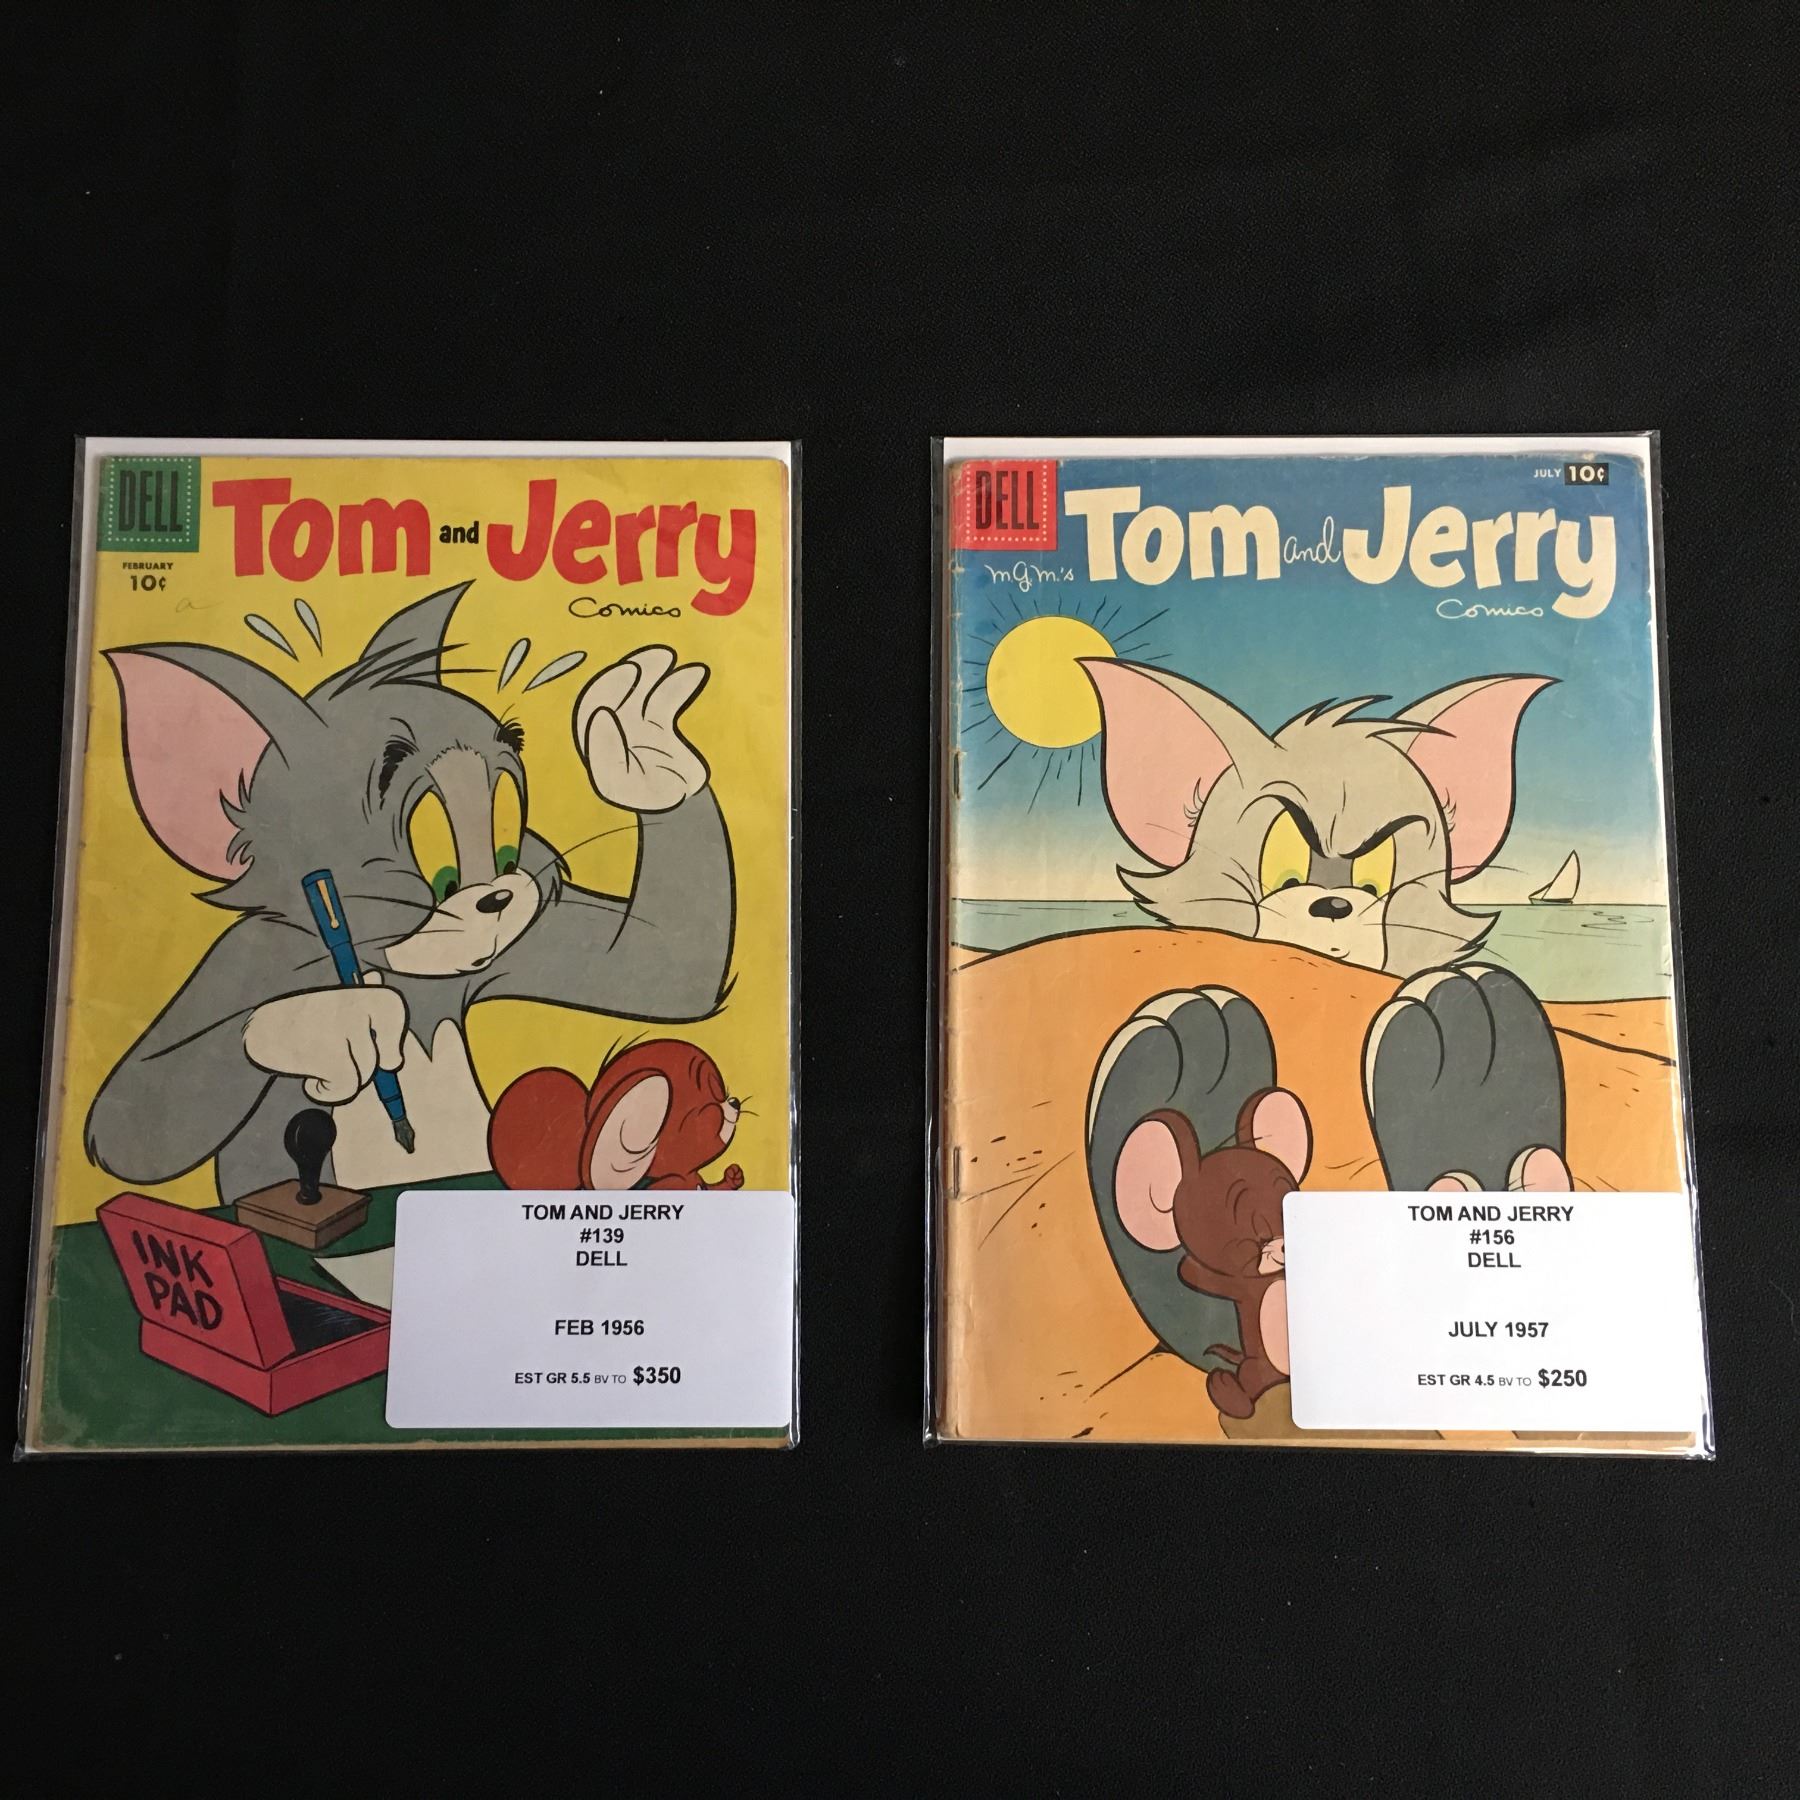 DELL
Tom and Jerry
FEBRUARY
10¢
Comics
a
INK
PAD
TOM AND JERRY
#139
DELL
FEB 1956
EST GR 5.5 BV TO $350
DELL
JULY 10¢
M.G.M.'s Tom and Jerry
Comics
TOM AND JERRY
#156
DELL
JULY 1957
EST GR 4.5 BV TO $250